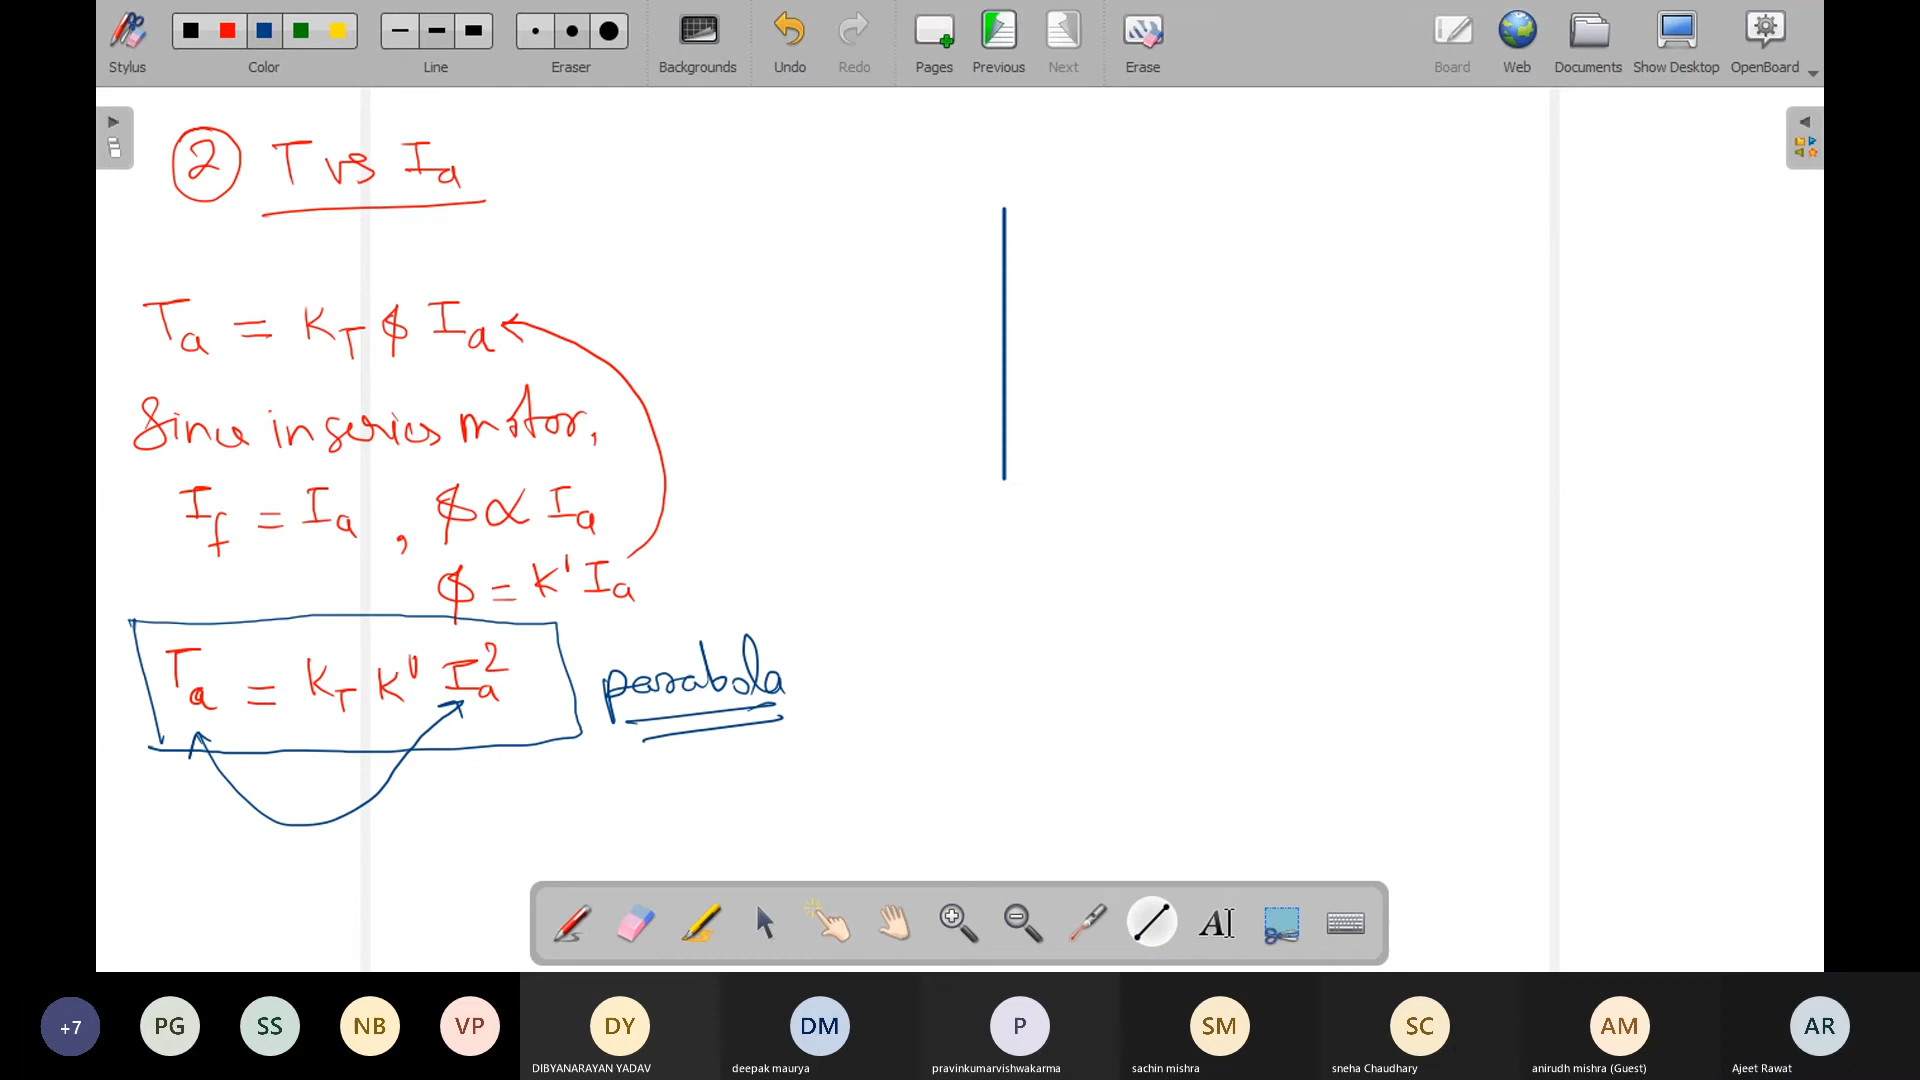 Stylus
Color
Line
Eraser
Backgrounds
Undo
Redo
Pages
Previous
Next
Erase
Board
Web
Documents
Show Desktop
OpenBoard
② T vs Iₐ
Tₐ = K_T ϕ Iₐ
Since in series motor,
I_f = Iₐ , ϕ ∝ Iₐ
ϕ = K' Iₐ
Tₐ = K_T K' Iₐ²
parabola
A
+7
PG
SS
NB
VP
DY
DM
P
SM
SC
AM
AR
DIBYANARAYAN YADAV
deepak maurya
pravinkumarvishwakarma
sachin mishra
sneha Chaudhary
anirudh mishra (Guest)
Ajeet Rawat